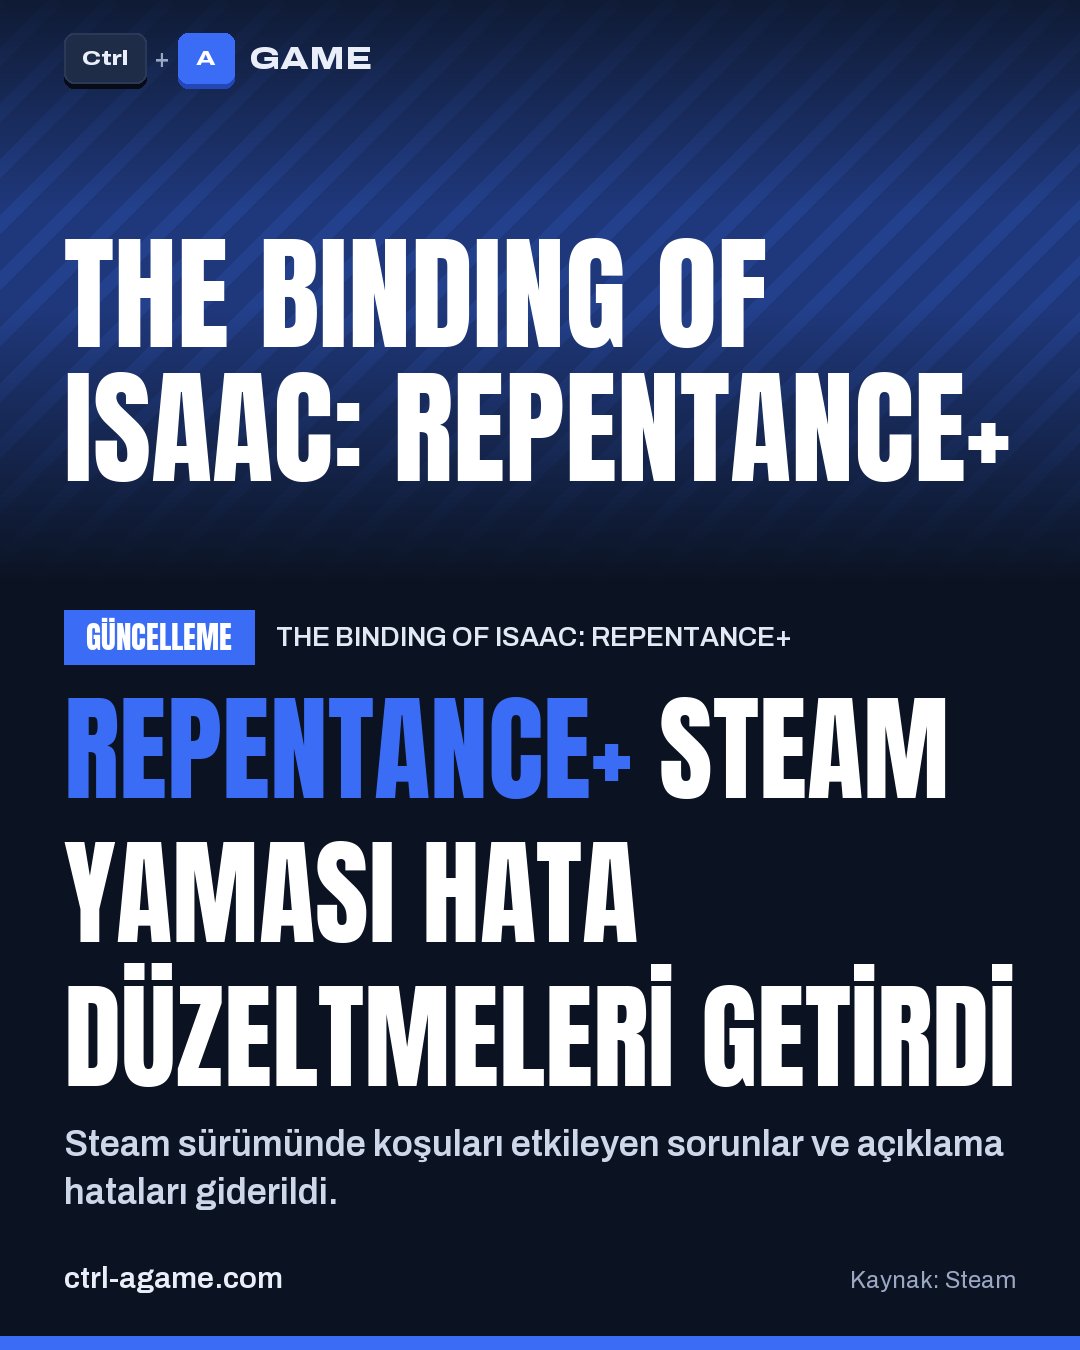 Ctrl + A GAME
THE BINDING OF
ISAAC: REPENTANCE+
GÜNCELLEME THE BINDING OF ISAAC: REPENTANCE+
REPENTANCE+ STEAM
YAMASI HATA
DÜZELTMELERİ GETİRDİ
Steam sürümünde koşuları etkileyen sorunlar ve açıklama
hataları giderildi.
ctrl-agame.com Kaynak: Steam